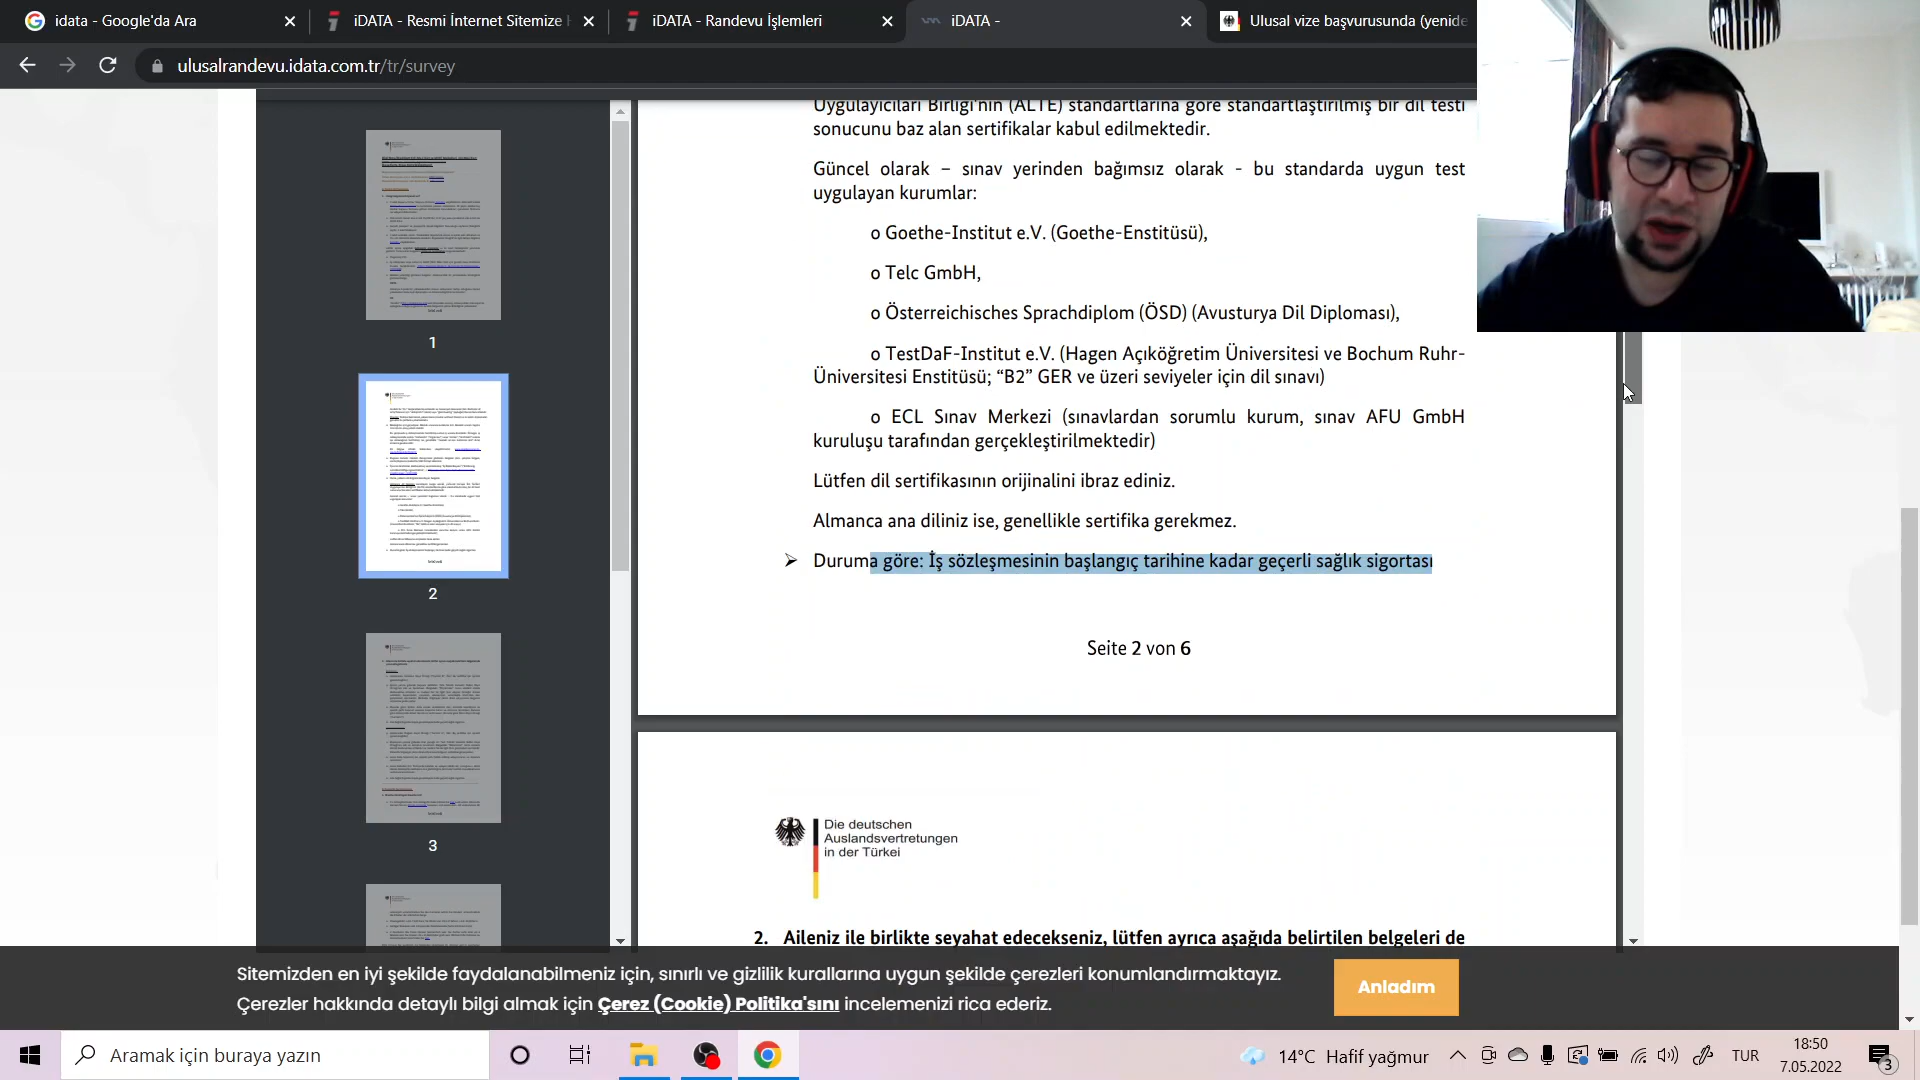 idata - Google'da Ara
iDATA - Resmi İnternet Sitemize
iDATA - Randevu İşlemleri
iDATA -
Ulusal vize başvurusunda (yenide
ulusalrandevu.idata.com.tr/tr/survey
1
2
3
Uygulayıcıları Birliği'nin (ALTE) standartlarına göre standartlaştırılmış bir dil testi
sonucunu baz alan sertifikalar kabul edilmektedir.
Güncel olarak – sınav yerinden bağımsız olarak - bu standarda uygun test
uygulayan kurumlar:
o Goethe-Institut e.V. (Goethe-Enstitüsü),
o Telc GmbH,
o Österreichisches Sprachdiplom (ÖSD) (Avusturya Dil Diploması),
o TestDaF-Institut e.V. (Hagen Açıköğretim Üniversitesi ve Bochum Ruhr-
Üniversitesi Enstitüsü; “B2” GER ve üzeri seviyeler için dil sınavı)
o ECL Sınav Merkezi (sınavlardan sorumlu kurum, sınav AFU GmbH
kuruluşu tarafından gerçekleştirilmektedir)
Lütfen dil sertifikasının orijinalini ibraz ediniz.
Almanca ana diliniz ise, genellikle sertifika gerekmez.
➢ Duruma göre: İş sözleşmesinin başlangıç tarihine kadar geçerli sağlık sigortası
Seite 2 von 6
Die deutschen
Auslandsvertretungen
in der Türkei
2. Aileniz ile birlikte seyahat edecekseniz, lütfen ayrıca aşağıda belirtilen belgeleri de
Sitemizden en iyi şekilde faydalanabilmeniz için, sınırlı ve gizlilik kurallarına uygun şekilde çerezleri konumlandırmaktayız.
Çerezler hakkında detaylı bilgi almak için Çerez (Cookie) Politika'sını incelemenizi rica ederiz.
Anladım
Aramak için buraya yazın
14°C Hafif yağmur
TUR
18:50
7.05.2022
3